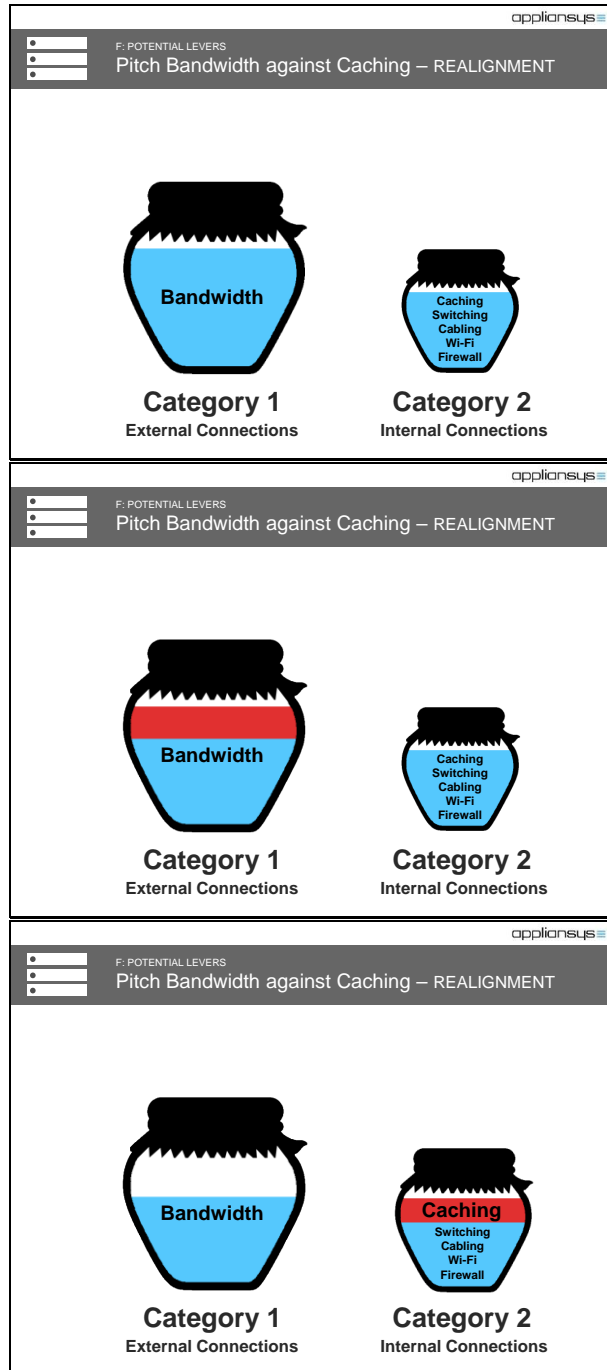 appliansys
F: POTENTIAL LEVERS
Pitch Bandwidth against Caching – REALIGNMENT
Bandwidth
Caching
Switching
Cabling
Wi-Fi
Firewall
Category 1
External Connections
Category 2
Internal Connections
appliansys
F: POTENTIAL LEVERS
Pitch Bandwidth against Caching – REALIGNMENT
Bandwidth
Caching
Switching
Cabling
Wi-Fi
Firewall
Category 1
External Connections
Category 2
Internal Connections
appliansys
F: POTENTIAL LEVERS
Pitch Bandwidth against Caching – REALIGNMENT
Bandwidth
Caching
Switching
Cabling
Wi-Fi
Firewall
Category 1
External Connections
Category 2
Internal Connections